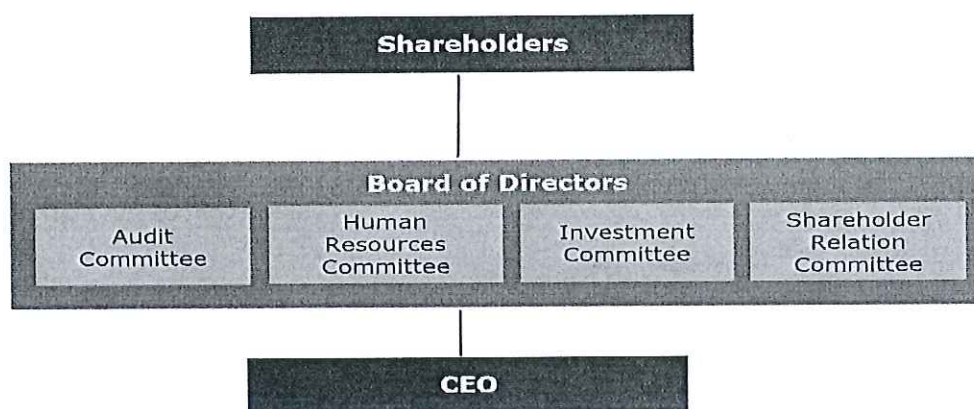 Shareholders
Board of Directors
Audit
Committee
Human
Resources
Committee
Investment
Committee
Shareholder
Relation
Committee
CEO